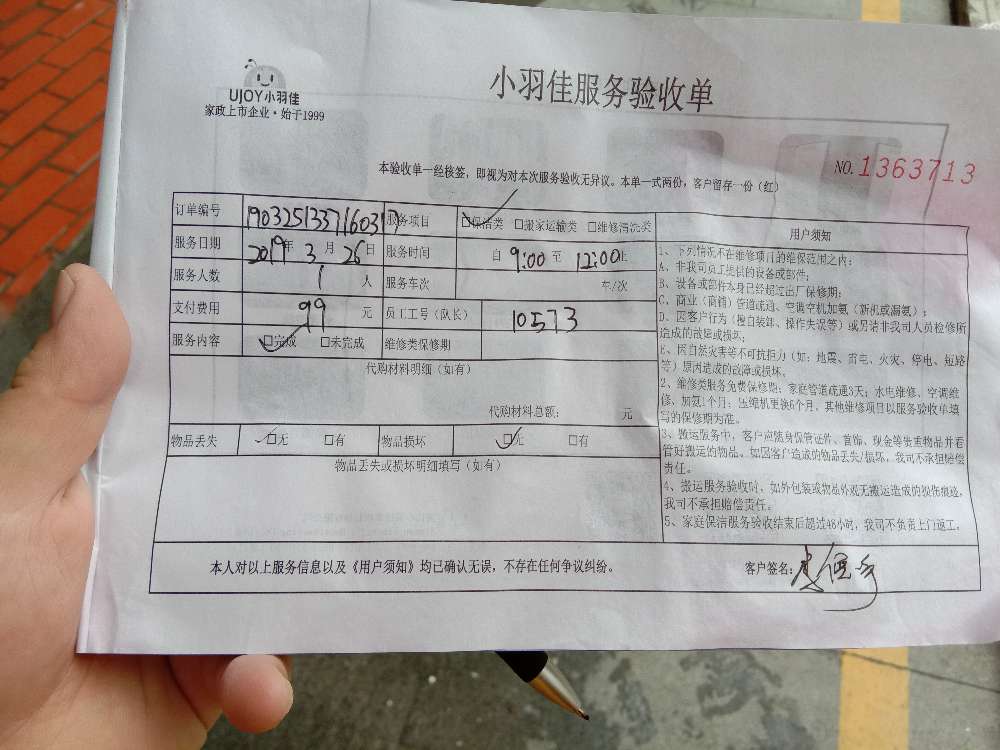 UJOY小羽佳
家政上市企业·始于1999
小羽佳服务验收单
本验收单一经核签，即视为对本次服务验收无异议。本单一式两份，客户留存一份（红）
NO.1363713
订单编号 服务项目 □保洁类 □搬家运输类 □维修清洗类
服务日期 2019年 3月 26日 服务时间 自 9:00 至 12:00止
服务人数 1 人 服务车次 车/次
支付费用 99 元 员工工号（队长） 10573
服务内容 □完成 □未完成 维修类保修期
代购材料明细（如有）
代购材料总额： 元
物品丢失 □无 □有 物品损坏 □无 □有
物品丢失或损坏明细填写（如有）
用户须知
1、下列情况不在维修项目的维保范围之内：
A、非我司员工提供的设备或部件；
B、设备或部件本身已经超过出厂保修期；
C、商业（商铺）管道疏通、空调空机加氨（新机或漏氨）；
D、因客户行为（擅自装卸、操作失误等）或另请非我司人员检修所
造成的故障或损坏；
E、因自然灾害等不可抗拒力（如：地震、雷电、火灾、停电、短路
等）原因造成的故障或损坏。
2、维修类服务免费保修期：家庭管道疏通3天；水电维修、空调维
修、加氨1个月；压缩机更换6个月，其他维修项目以服务验收单填
写的保修期为准。
3、搬运服务中，客户应随身保管证件、首饰、现金等贵重物品并看
管好搬运的物品。如因客户造成的物品丢失/损坏，我司不承担赔偿
责任。
4、搬运服务验收时，如外包装或物品外观无搬运造成的损伤痕迹，
我司不承担赔偿责任。
5、家庭保洁服务验收结束后超过48小时，我司不负责上门返工。
本人对以上服务信息以及《用户须知》均已确认无误，不存在任何争议纠纷。
客户签名：